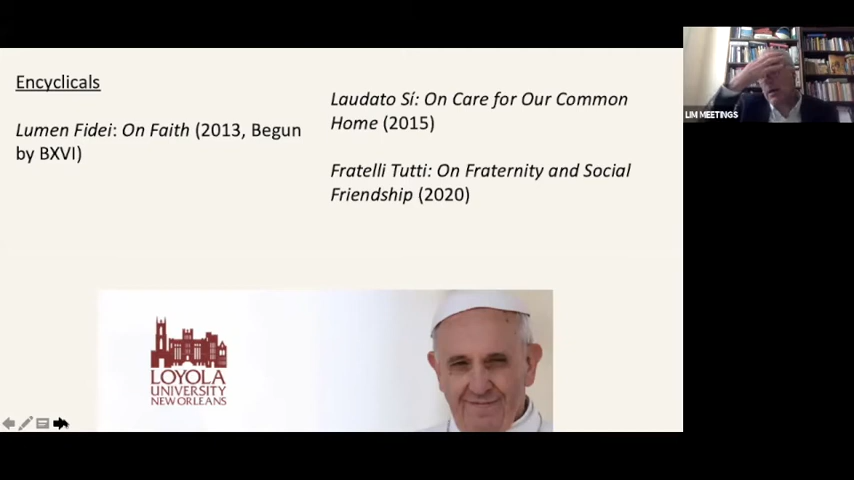 Encyclicals
Lumen Fidei: On Faith (2013, Begun
by BXVI)
Laudato Sí: On Care for Our Common
Home (2015)
Fratelli Tutti: On Fraternity and Social
Friendship (2020)
LOYOLA
UNIVERSITY
NEW ORLEANS
LIM MEETINGS